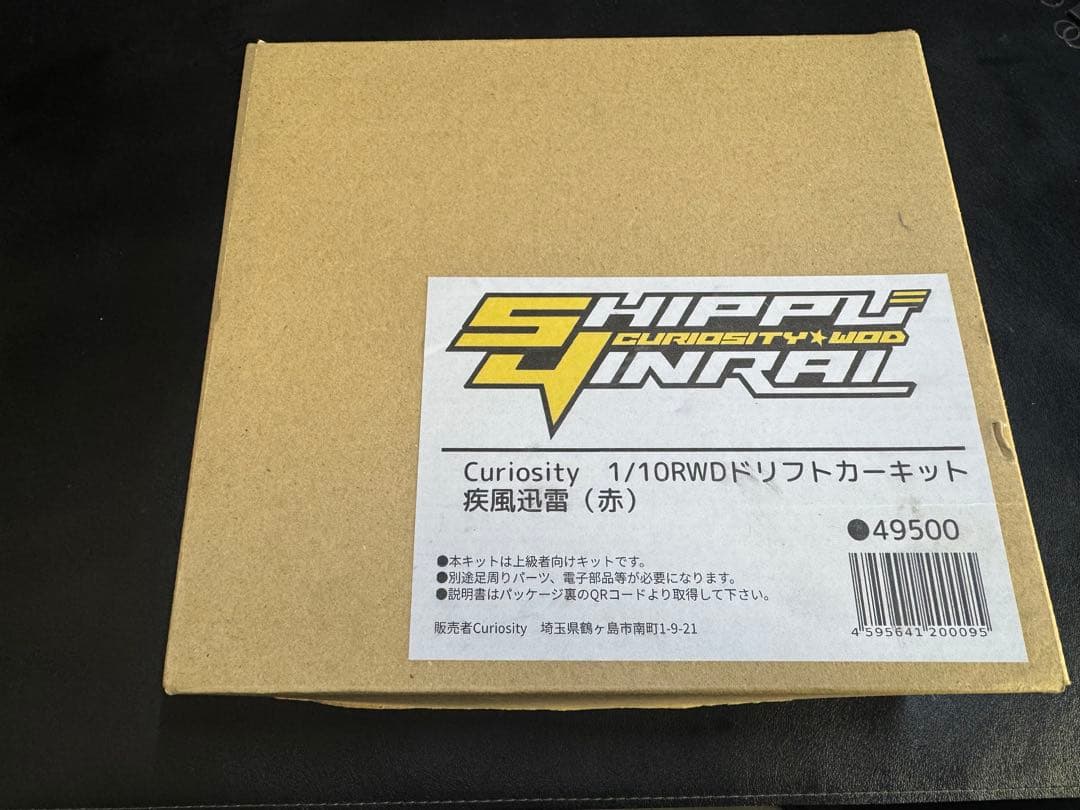 SHIPPU
CURIOSITY★WOD
JINRAI
Curiosity 1/10RWDドリフトカーキット
疾風迅雷（赤）
●49500
●本キットは上級者向けキットです。
●別途足周りパーツ、電子部品等が必要になります。
●説明書はパッケージ裏のQRコードより取得して下さい。
販売者Curiosity 埼玉県鶴ヶ島市南町1-9-21
4 595641 200095